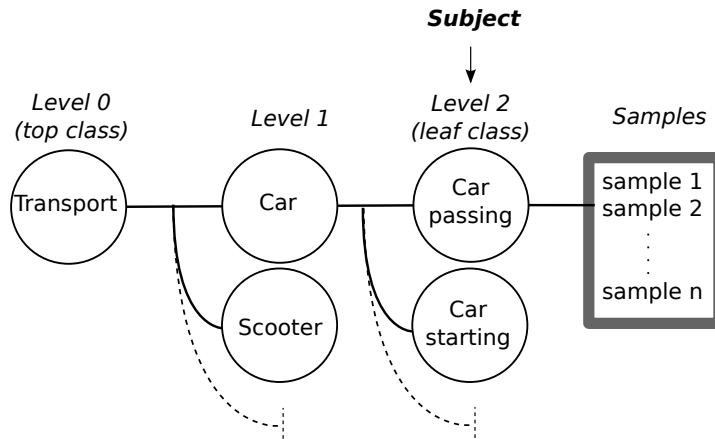 Subject
Level 0
(top class)
Level 1
Level 2
(leaf class)
Samples
Transport
Car
Car
passing
sample 1
sample 2
sample n
Scooter
Car
starting